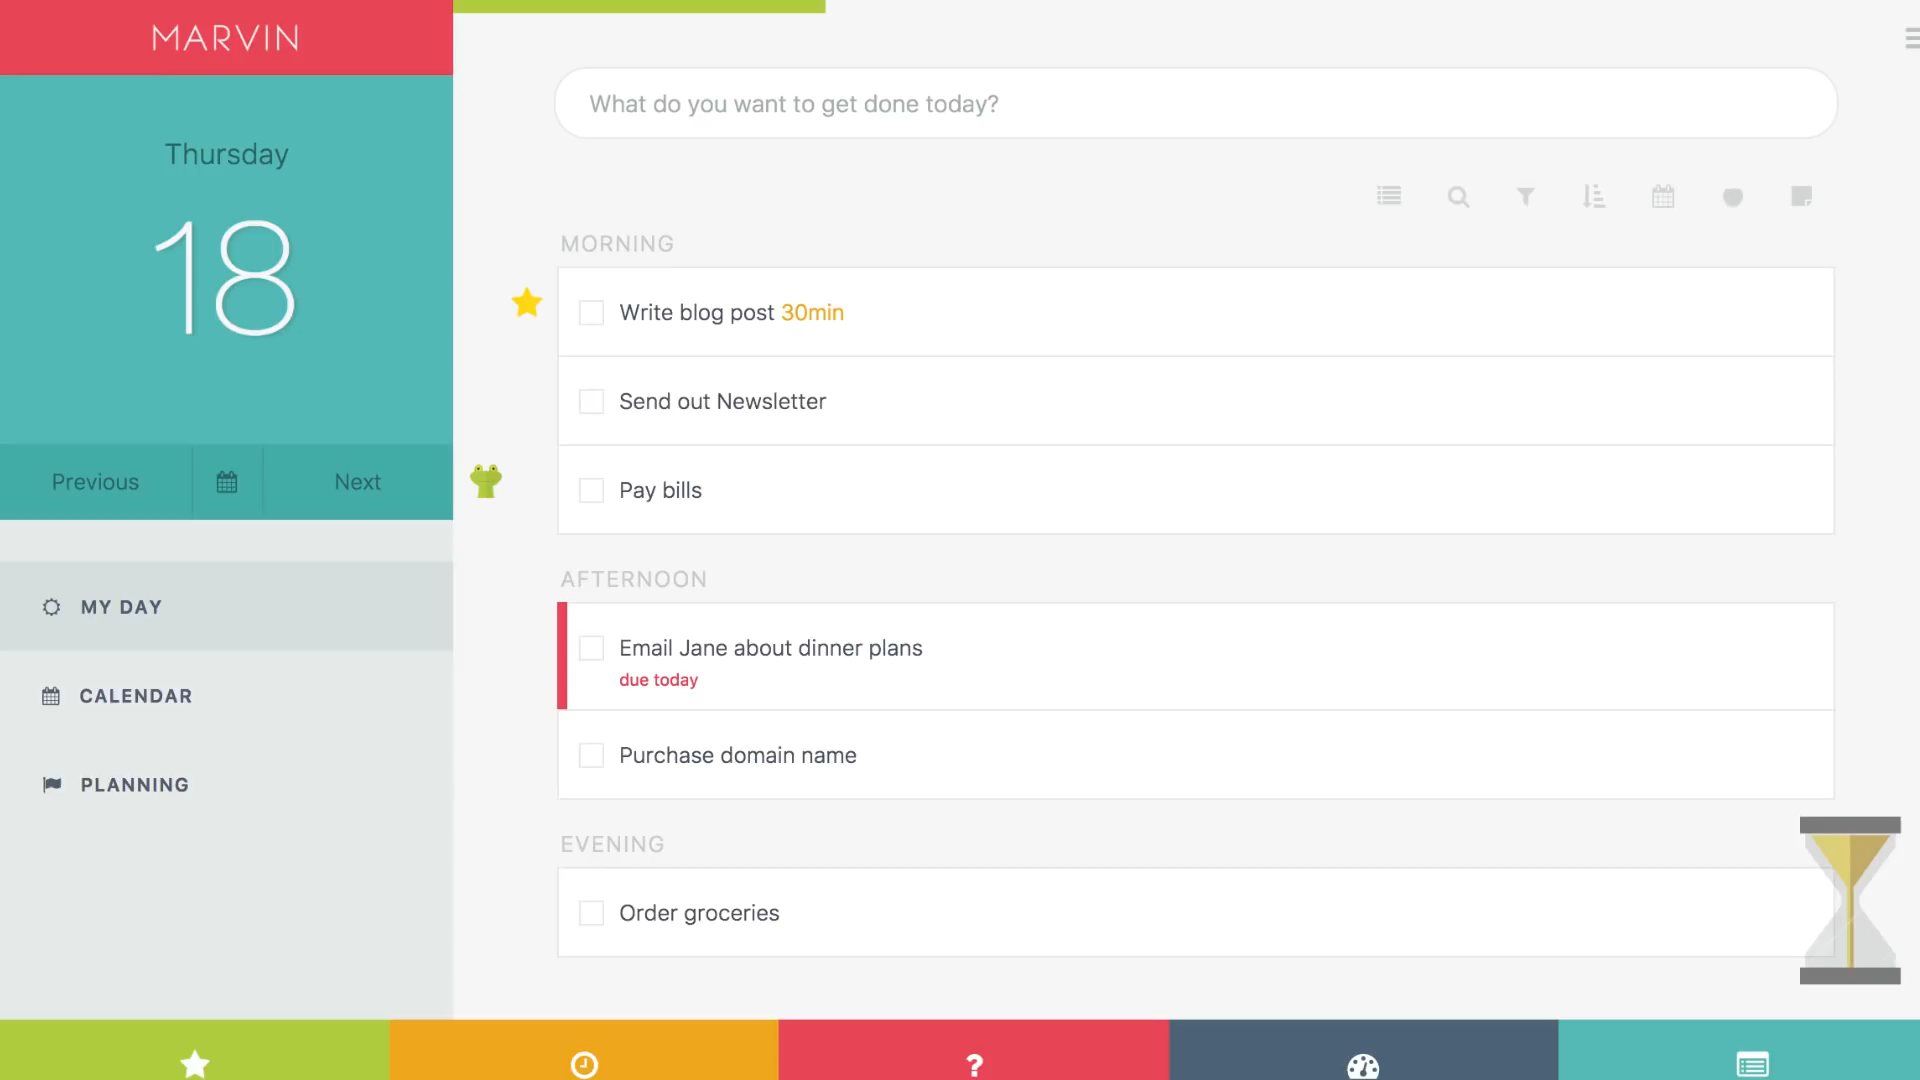 MARVIN
Thursday
18
Previous
Next
MY DAY
CALENDAR
PLANNING
What do you want to get done today?
MORNING
Write blog post 30min
Send out Newsletter
Pay bills
AFTERNOON
Email Jane about dinner plans
due today
Purchase domain name
EVENING
Order groceries
?